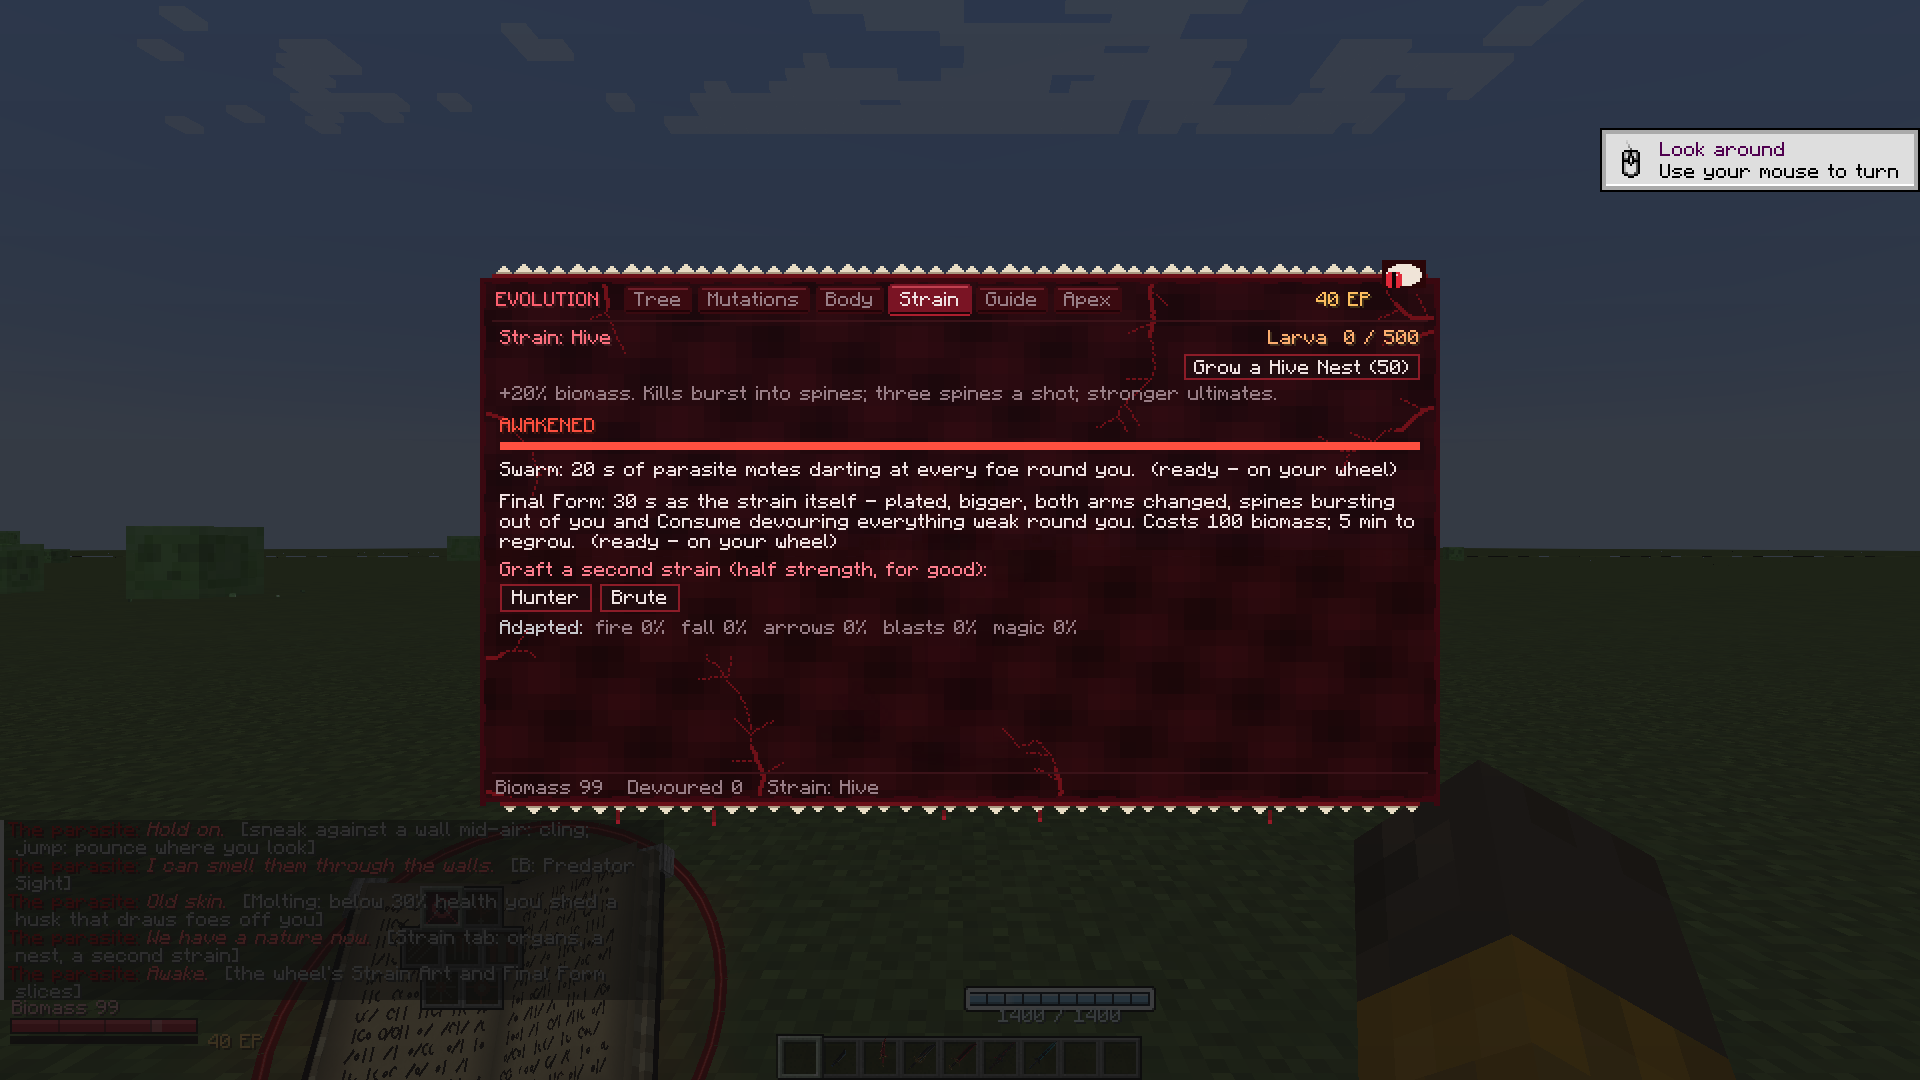 Look around
Use your mouse to turn
EVOLUTION Tree Mutations Body Strain Guide Apex 40 EP
Strain: Hive Larva 0 / 500
Grow a Hive Nest (50)
+20% biomass. Kills burst into spines; three spines a shot; stronger ultimates.
AWAKENED
Swarm: 20 s of parasite motes darting at every foe round you. (ready - on your wheel)
Final Form: 30 s as the strain itself - plated, bigger, both arms changed, spines bursting
out of you and Consume devouring everything weak round you. Costs 100 biomass; 5 min to
regrow. (ready - on your wheel)
Graft a second strain (half strength, for good):
Hunter Brute
Adapted: fire 0% fall 0% arrows 0% blasts 0% magic 0%
Biomass 99 Devoured 0 Strain: Hive
The parasite: Hold on. [sneak against a wall mid-air: cling;
jump: pounce where you look]
The parasite: I can smell them through the walls. [B: Predator
Sight]
The parasite: Old skin. [Molting: below 30% health you shed a
husk that draws foes off you]
The parasite: We have a nature now. [Strain tab: organs, a
nest, a second strain]
The parasite: Awake. [the wheel's Strain Art and Final Form
slices]
Biomass 99
40 EP
1400 / 1400